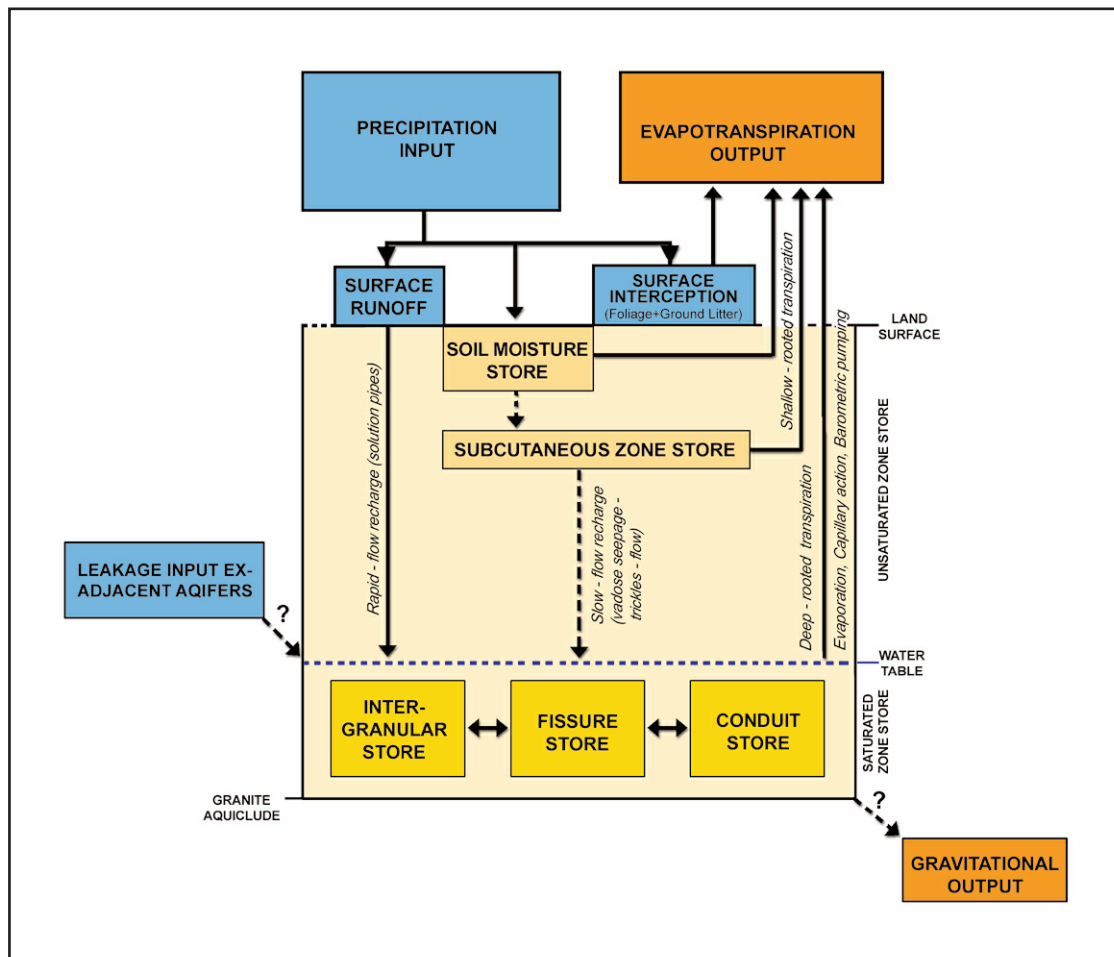 PRECIPITATION
INPUT
EVAPOTRANSPIRATION
OUTPUT
SURFACE
RUNOFF
SURFACE
INTERCEPTION
(Foliage+Ground Litter)
LAND
SURFACE
SOIL MOISTURE
STORE
SUBCUTANEOUS ZONE STORE
Rapid - flow recharge (solution pipes)
Slow - flow recharge
(vadose seepage -
trickles - flow)
Shallow - rooted transpiration
Deep - rooted transpiration
Evaporation, Capillary action, Barometric pumping
UNSATURATED ZONE STORE
LEAKAGE INPUT EX-
ADJACENT AQIFERS
?
WATER
TABLE
INTER-
GRANULAR
STORE
FISSURE
STORE
CONDUIT
STORE
SATURATED
ZONE STORE
GRANITE
AQUICLUDE
?
GRAVITATIONAL
OUTPUT